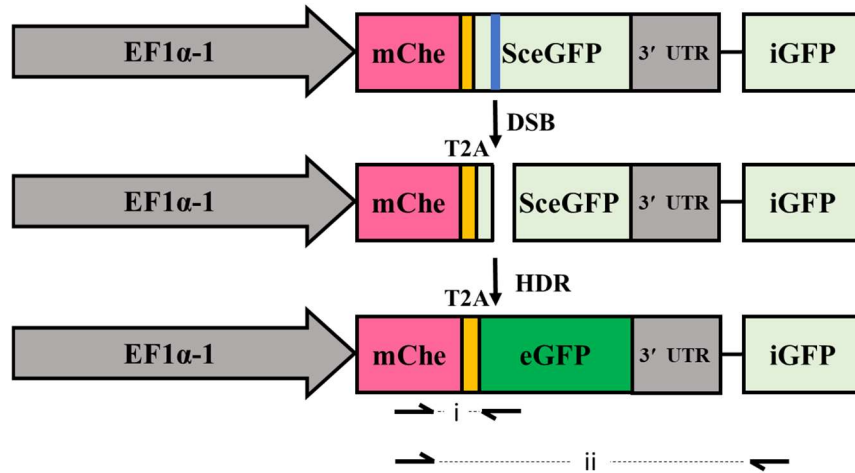 EF1α-1 mChe SceGFP 3′ UTR iGFP
DSB
T2A
EF1α-1 mChe SceGFP 3′ UTR iGFP
HDR
T2A
EF1α-1 mChe eGFP 3′ UTR iGFP
i
ii